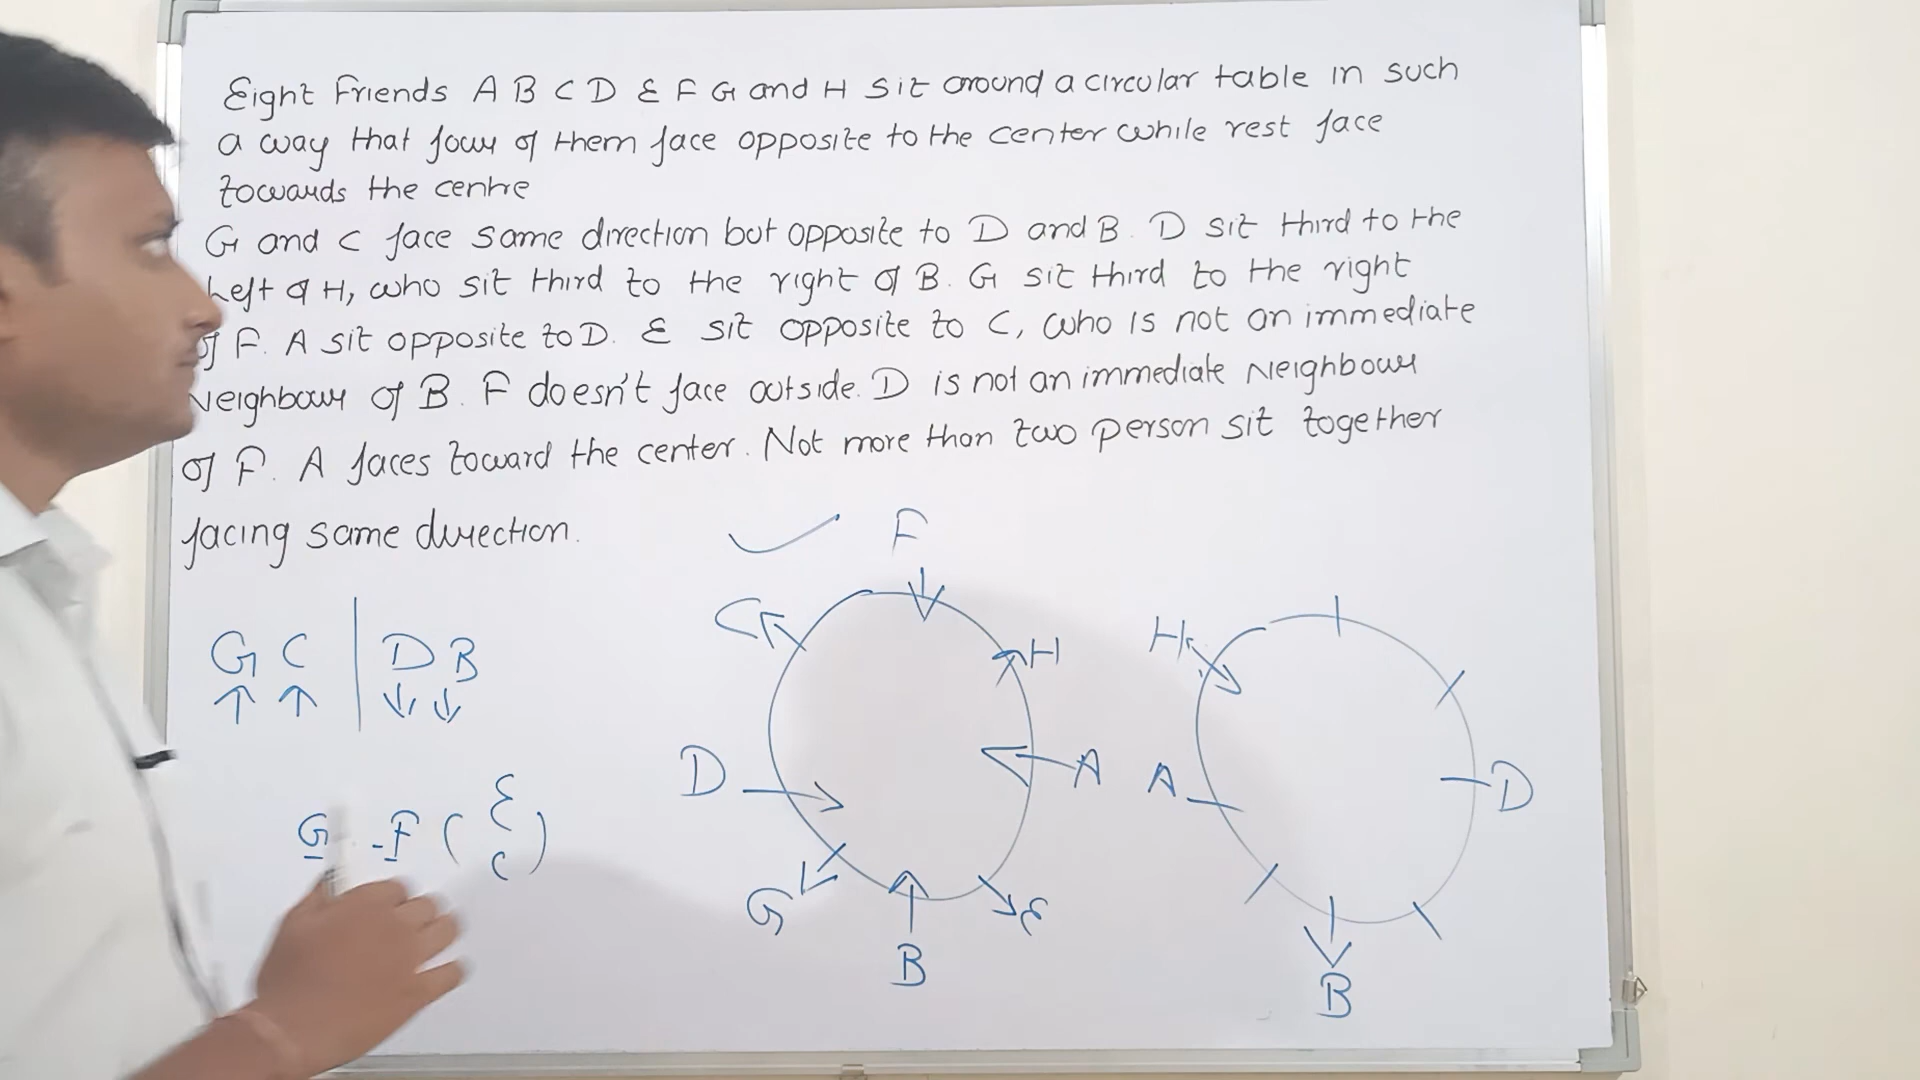 Eight Friends A B C D E F G and H sit around a circular table in such
a way that four of them face opposite to the center while rest face
towards the centre
G and C face same direction but opposite to D and B. D sit third to the
Left of H, who sit third to the right of B. G sit third to the right
of F. A sit opposite to D. E sit opposite to C, who is not an immediate
Neighbour of B. F doesn't face outside. D is not an immediate Neighbour
of F. A faces toward the center. Not more than two person sit together
facing same direction.
F
C H H
G C | D B
D A A D
G - F ( E
C )
G E
B B